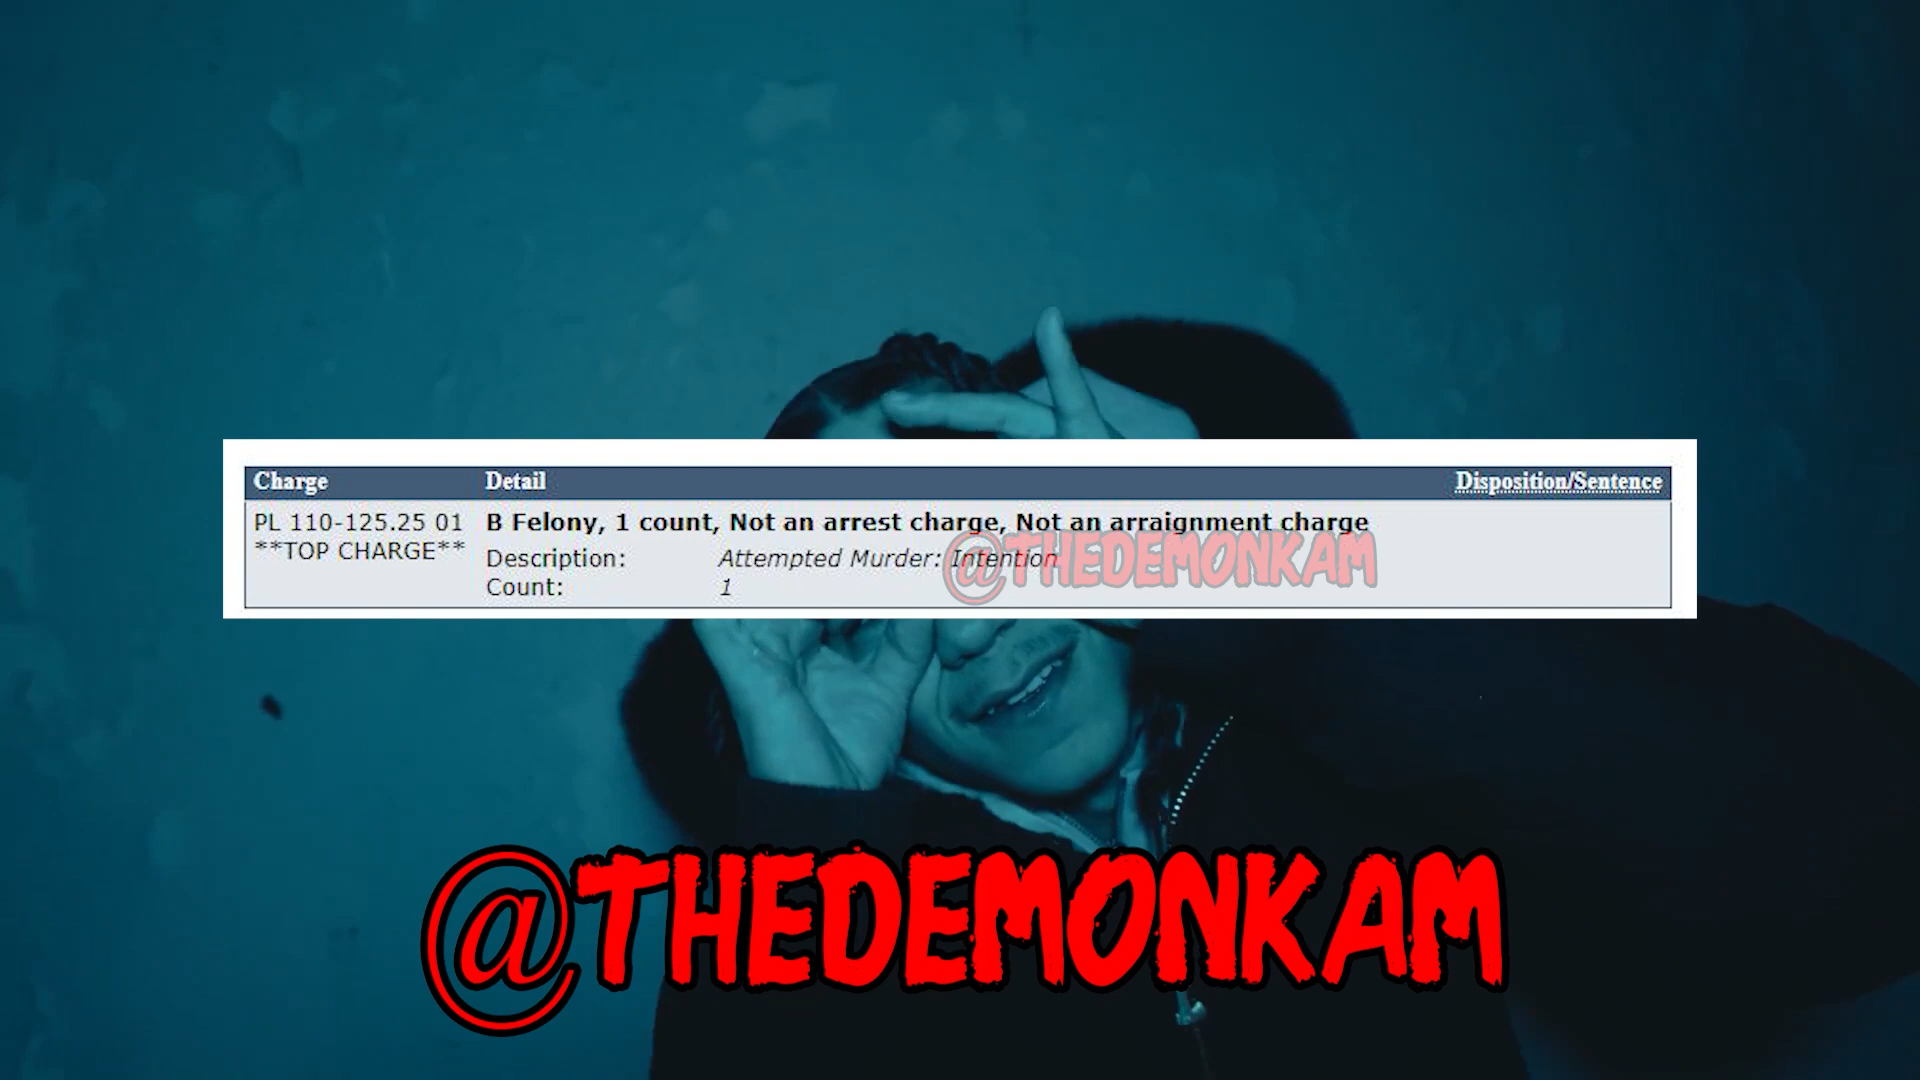 Charge Detail Disposition/Sentence
PL 110-125.25 01 B Felony, 1 count, Not an arrest charge, Not an arraignment charge
**TOP CHARGE** Description: Attempted Murder: Intention
Count: 1
@THEDEMONKAM
@THEDEMONKAM